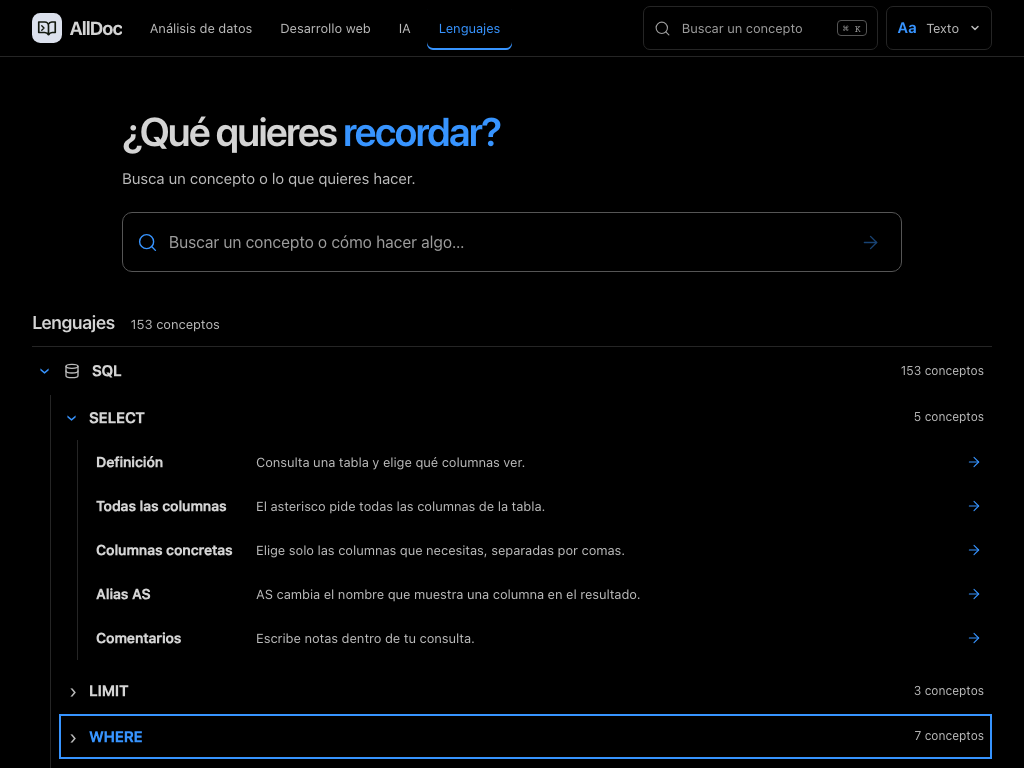 AllDoc
Análisis de datos
Desarrollo web
IA
Lenguajes
Buscar un concepto
⌘ K
Aa Texto
¿Qué quieres recordar?
Busca un concepto o lo que quieres hacer.
Buscar un concepto o cómo hacer algo...
Lenguajes 153 conceptos
SQL 153 conceptos
SELECT 5 conceptos
Definición Consulta una tabla y elige qué columnas ver.
Todas las columnas El asterisco pide todas las columnas de la tabla.
Columnas concretas Elige solo las columnas que necesitas, separadas por comas.
Alias AS AS cambia el nombre que muestra una columna en el resultado.
Comentarios Escribe notas dentro de tu consulta.
LIMIT 3 conceptos
WHERE 7 conceptos